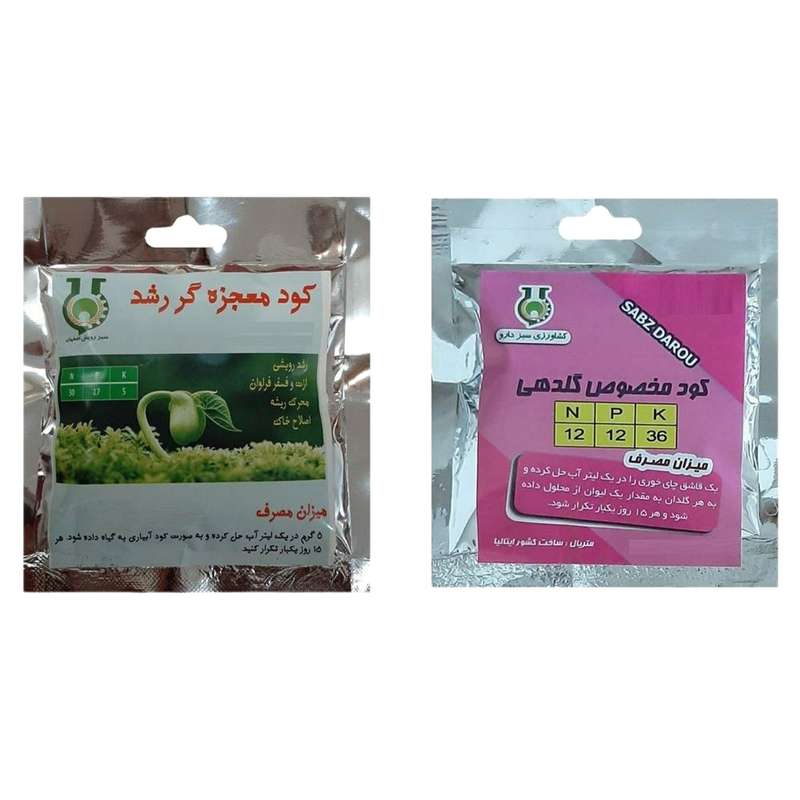 کود معجزه گر رشد
سبز رویش اصفهان
رشد رویشی
ازت و فسفر فراوان
محرک ریشه
اصلاح خاک
N P K
30 27 5
میزان مصرف
۵ گرم در یک لیتر آب حل کرده و به صورت کود آبیاری به گیاه داده شود. هر
۱۵ روز یکبار تکرار کنید
SABZ DAROU
کشاورزی سبز دارو
کود مخصوص گلدهی
N P K
12 12 36
میزان مصرف
یک قاشق چای خوری را در یک لیتر آب حل کرده و
به هر گلدان به مقدار یک لیوان از محلول داده
شود و هر ۱۵ روز یکبار تکرار شود.
متریال : ساخت کشور ایتالیا